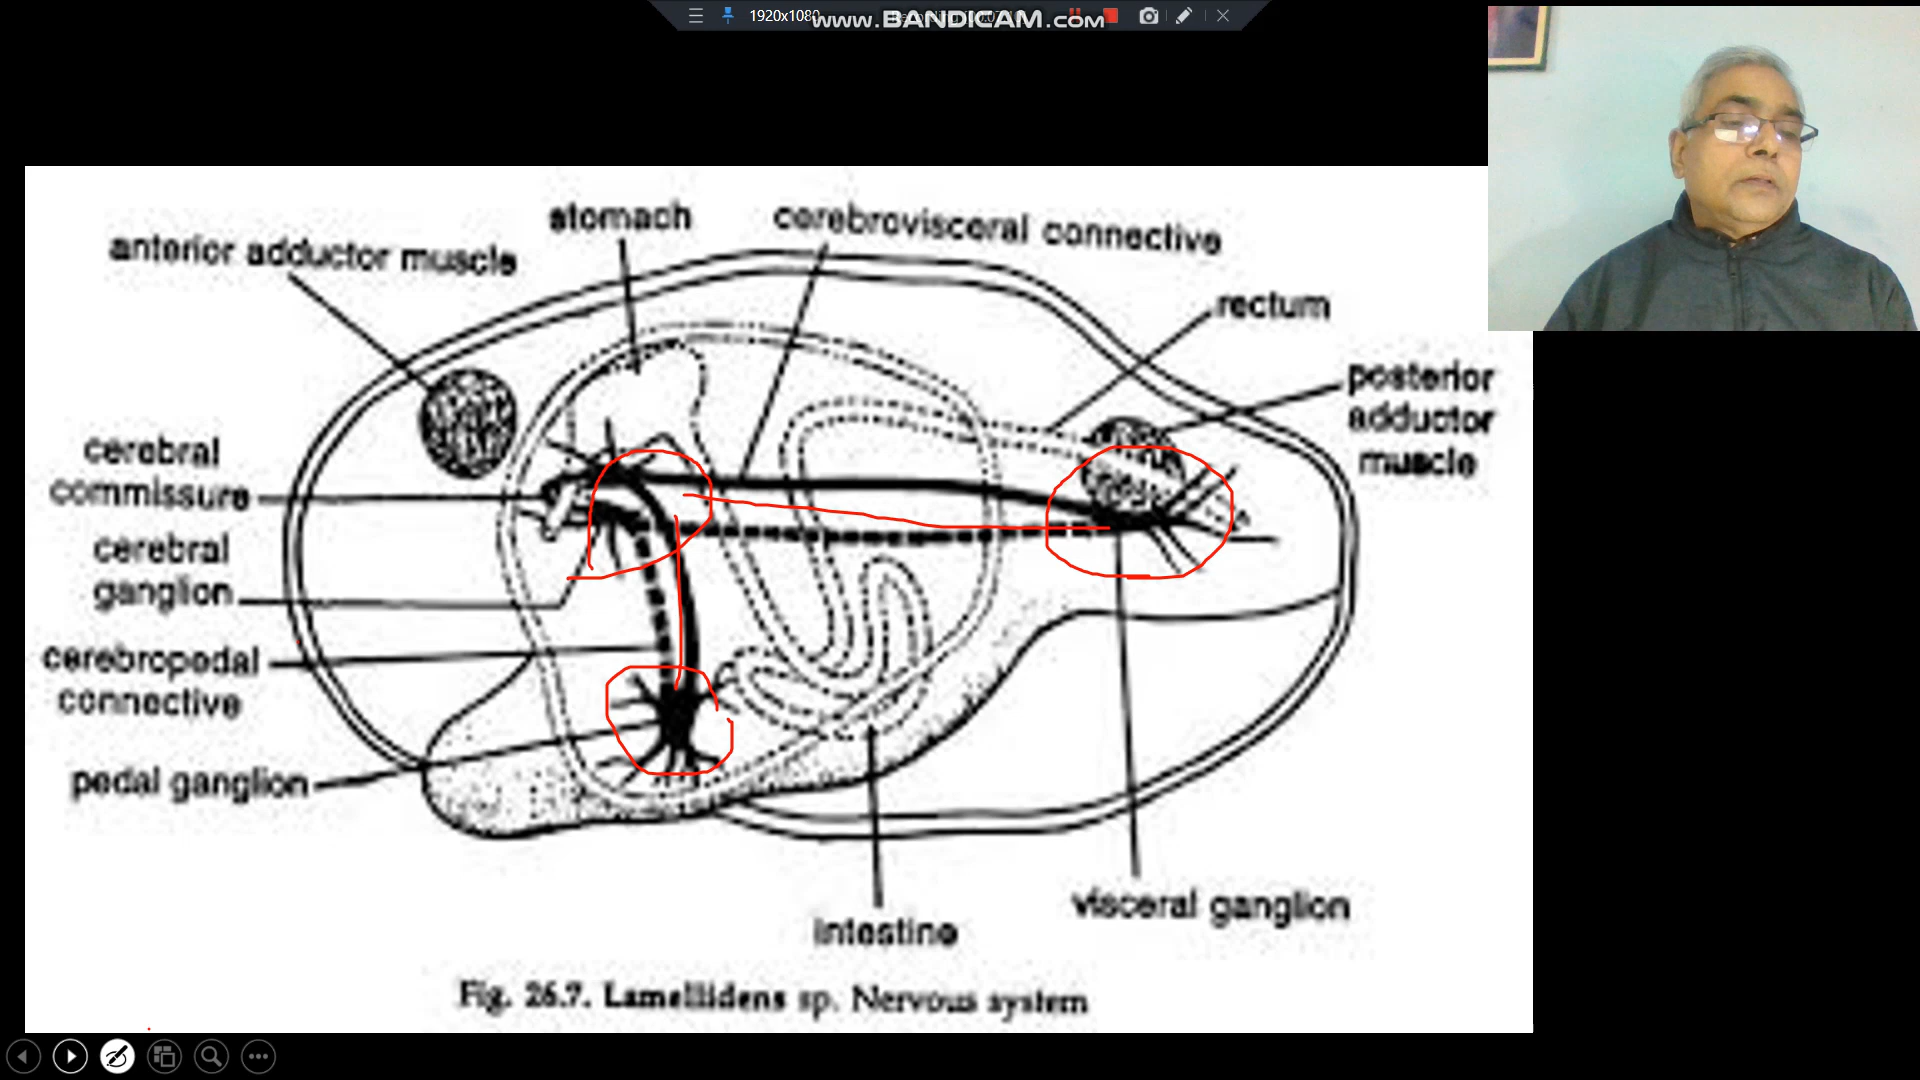 1920x1080
www.BANDICAM.com
stomach
cerebrovisceral connective
anterior adductor muscle
rectum
posterior
adductor
muscle
cerebral
commissure
cerebral
ganglion
cerebropedal
connective
pedal ganglion
visceral ganglion
intestine
Fig. 26.7. Lamellidens sp. Nervous system